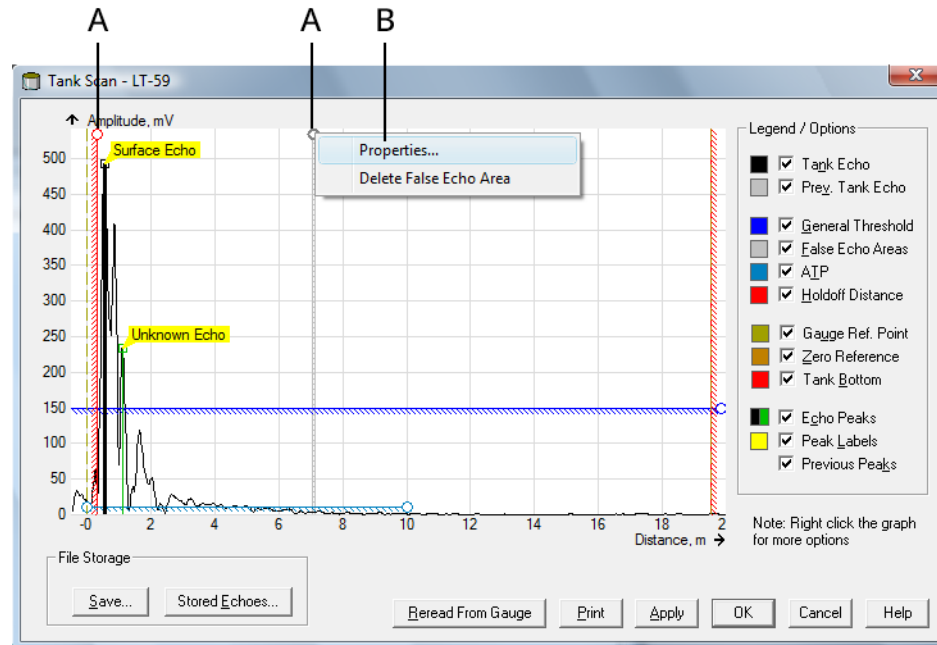 A A B
Tank Scan - LT-59
Amplitude, mV
500
450
400
350
300
250
200
150
100
50
0
Surface Echo
Unknown Echo
Properties...
Delete False Echo Area
-0 2 4 6 8 10 12 14 16 18 2
Distance, m
Legend / Options
Tank Echo
Prev. Tank Echo
General Threshold
False Echo Areas
ATP
Holdoff Distance
Gauge Ref. Point
Zero Reference
Tank Bottom
Echo Peaks
Peak Labels
Previous Peaks
Note: Right click the graph
for more options
File Storage
Save... Stored Echoes...
Reread From Gauge Print Apply OK Cancel Help